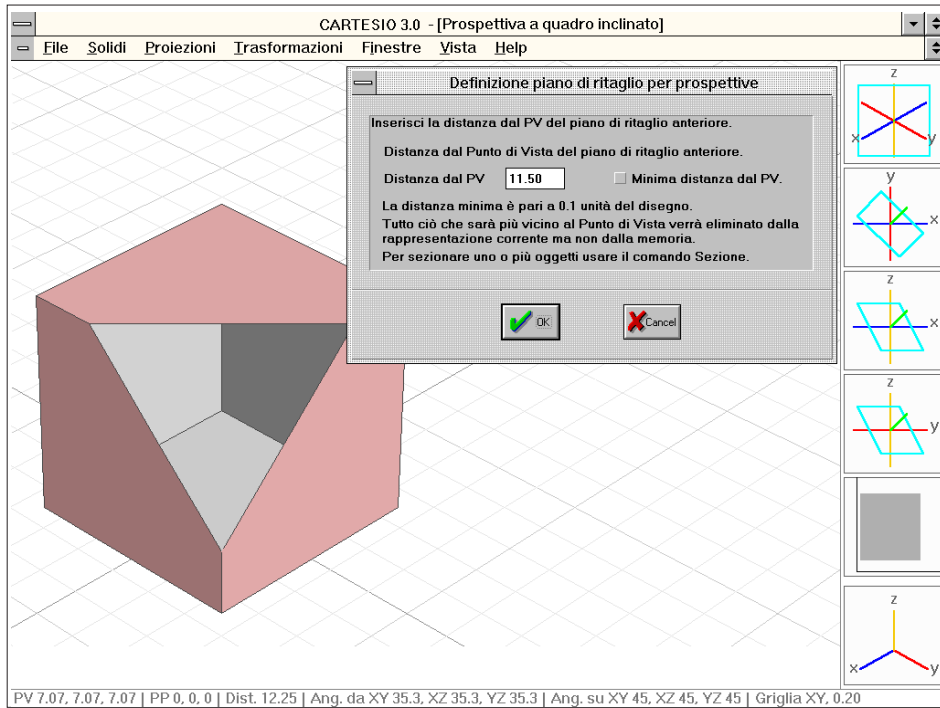 CARTESIO 3.0 - [Prospettiva a quadro inclinato]
File Solidi Proiezioni Trasformazioni Finestre Vista Help
Definizione piano di ritaglio per prospettive
Inserisci la distanza dal PV del piano di ritaglio anteriore.
Distanza dal Punto di Vista del piano di ritaglio anteriore.
Distanza dal PV 11.50 Minima distanza dal PV.
La distanza minima è pari a 0.1 unità del disegno.
Tutto ciò che sarà più vicino al Punto di Vista verrà eliminato dalla
rappresentazione corrente ma non dalla memoria.
Per sezionare uno o più oggetti usare il comando Sezione.
OK Cancel
z
x y
y
x
z
x
z
y
z
x y
PV 7.07, 7.07, 7.07 | PP 0, 0, 0 | Dist. 12.25 | Ang. da XY 35.3, XZ 35.3, YZ 35.3 | Ang. su XY 45, XZ 45, YZ 45 | Griglia XY, 0.20